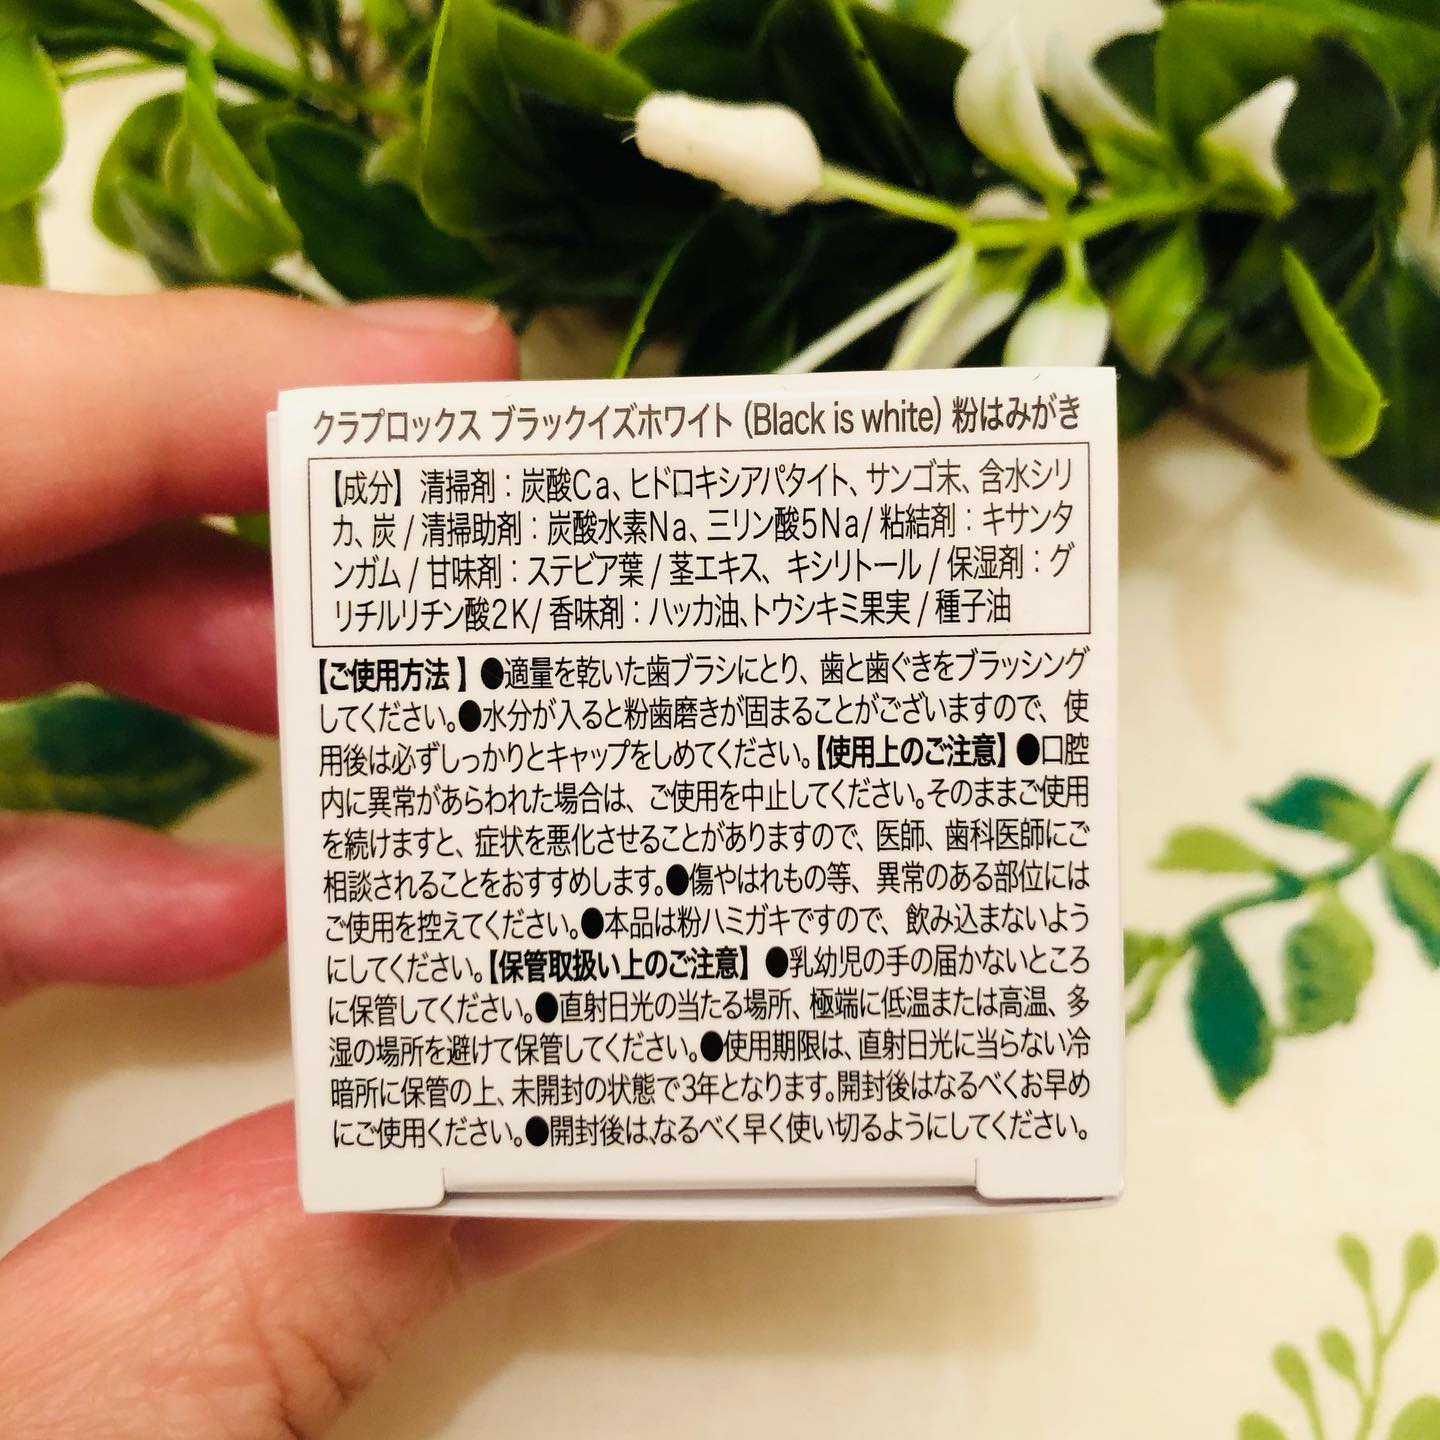 クラプロックス ブラックイズホワイト (Black is white) 粉はみがき
【成分】 清掃剤：炭酸Ca、ヒドロキシアパタイト、サンゴ末、含水シリ
カ、炭 / 清掃助剤：炭酸水素Na、三リン酸5Na/ 粘結剤：キサンタ
ンガム / 甘味剤：ステビア葉 / 茎エキス、キシリトール / 保湿剤：グ
リチルリチン酸2K/ 香味剤：ハッカ油、トウシキミ果実 / 種子油
【ご使用方法 】●適量を乾いた歯ブラシにとり、歯と歯ぐきをブラッシング
してください。●水分が入ると粉歯磨きが固まることがございますので、使
用後は必ずしっかりとキャップをしめてください。【使用上のご注意】●口腔
内に異常があらわれた場合は、ご使用を中止してください。そのままご使用
を続けますと、症状を悪化させることがありますので、医師、歯科医師にご
相談されることをおすすめします。●傷やはれもの等、異常のある部位には
ご使用を控えてください。●本品は粉ハミガキですので、飲み込まないよう
にしてください。【保管取扱い上のご注意】●乳幼児の手の届かないところ
に保管してください。●直射日光の当たる場所、極端に低温または高温、多
湿の場所を避けて保管してください。●使用期限は、直射日光に当らない冷
暗所に保管の上、未開封の状態で3年となります。開封後はなるべくお早め
にご使用ください。●開封後は、なるべく早く使い切るようにしてください。